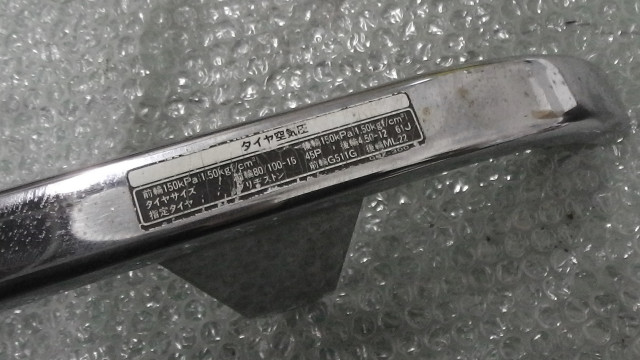 タイヤ空気圧
前輪150kPa{1.50kgf/cm²} 後輪150kPa{1.50kgf/cm²}
タイヤサイズ 前輪80/100-16 45P 後輪4.50-12 61J
指定タイヤ ブリヂストン 前輪G511G 後輪ML22